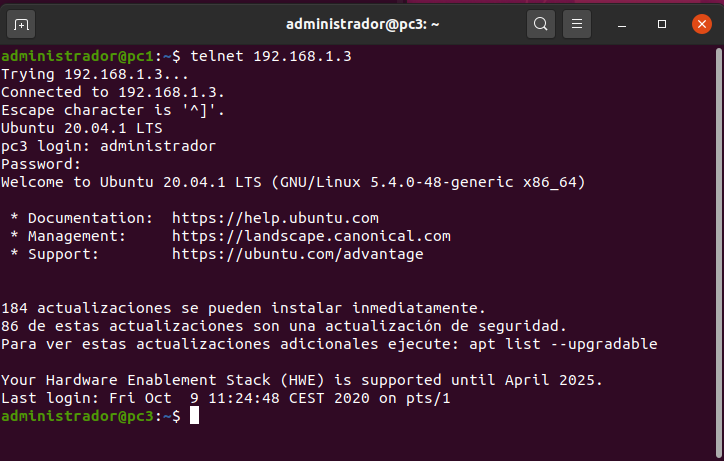 administrador@pc3: ~
administrador@pc1:~$ telnet 192.168.1.3
Trying 192.168.1.3...
Connected to 192.168.1.3.
Escape character is '^]'.
Ubuntu 20.04.1 LTS
pc3 login: administrador
Password:
Welcome to Ubuntu 20.04.1 LTS (GNU/Linux 5.4.0-48-generic x86_64)
* Documentation:  https://help.ubuntu.com
* Management:     https://landscape.canonical.com
* Support:        https://ubuntu.com/advantage
184 actualizaciones se pueden instalar inmediatamente.
86 de estas actualizaciones son una actualización de seguridad.
Para ver estas actualizaciones adicionales ejecute: apt list --upgradable
Your Hardware Enablement Stack (HWE) is supported until April 2025.
Last login: Fri Oct  9 11:24:48 CEST 2020 on pts/1
administrador@pc3:~$